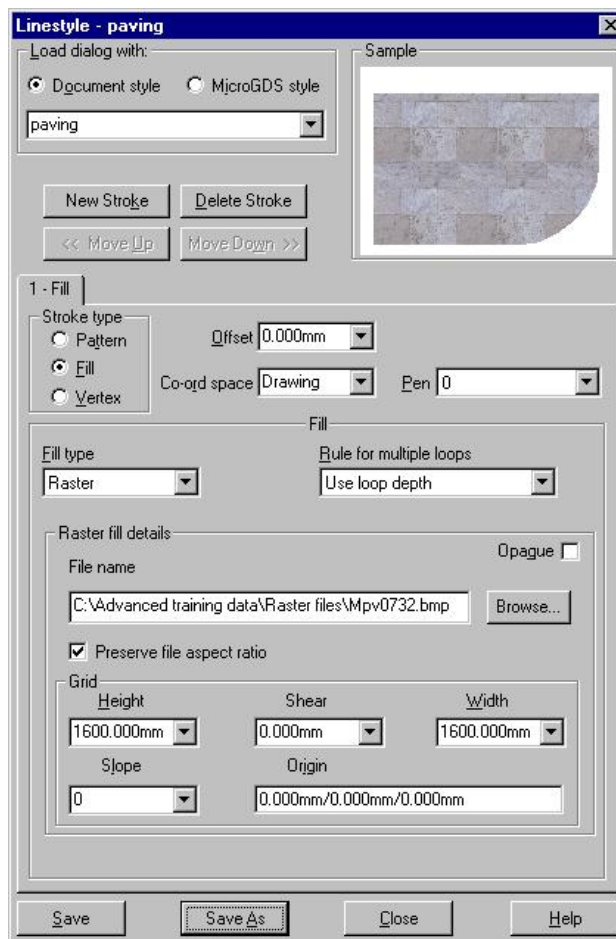 Linestyle - paving
Load dialog with:
Document style MicroGDS style
paving
Sample
New Stroke Delete Stroke
<< Move Up Move Down >>
1 - Fill
Stroke type
Pattern
Fill
Vertex
Offset 0.000mm
Co-ord space Drawing Pen 0
Fill
Fill type Rule for multiple loops
Raster Use loop depth
Raster fill details
Opague
File name
C:\Advanced training data\Raster files\Mpv0732.bmp Browse...
Preserve file aspect ratio
Grid
Height Shear Width
1600.000mm 0.000mm 1600.000mm
Slope Origin
0 0.000mm/0.000mm/0.000mm
Save Save As Close Help